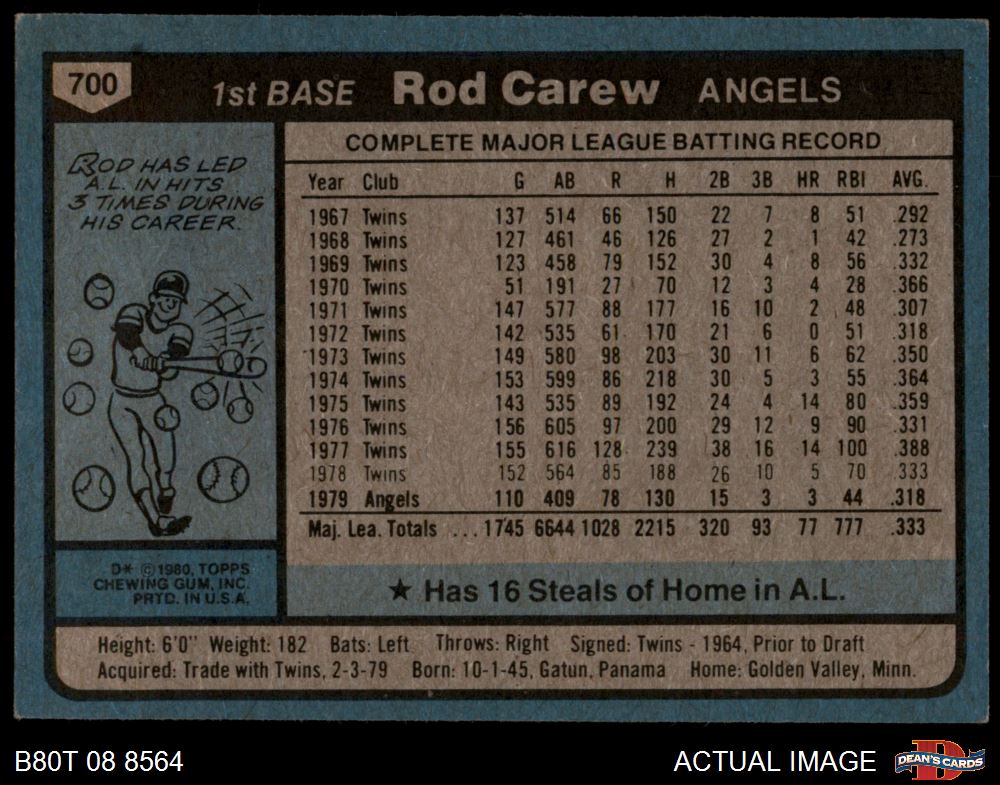 700
1st BASE Rod Carew ANGELS
ROD HAS LED
A.L. IN HITS
3 TIMES DURING
HIS CAREER.
COMPLETE MAJOR LEAGUE BATTING RECORD
Year Club G AB R H 2B 3B HR RBI AVG.
1967 Twins 137 514 66 150 22 7 8 51 .292
1968 Twins 127 461 46 126 27 2 1 42 .273
1969 Twins 123 458 79 152 30 4 8 56 .332
1970 Twins 51 191 27 70 12 3 4 28 .366
1971 Twins 147 577 88 177 16 10 2 48 .307
1972 Twins 142 535 61 170 21 6 0 51 .318
1973 Twins 149 580 98 203 30 11 6 62 .350
1974 Twins 153 599 86 218 30 5 3 55 .364
1975 Twins 143 535 89 192 24 4 14 80 .359
1976 Twins 156 605 97 200 29 12 9 90 .331
1977 Twins 155 616 128 239 38 16 14 100 .388
1978 Twins 152 564 85 188 26 10 5 70 .333
1979 Angels 110 409 78 130 15 3 3 44 .318
Maj. Lea. Totals ... 1745 6644 1028 2215 320 93 77 777 .333
D* © 1980, TOPPS
CHEWING GUM, INC.
PRTD. IN U.S.A.
★ Has 16 Steals of Home in A.L.
Height: 6'0" Weight: 182 Bats: Left Throws: Right Signed: Twins - 1964, Prior to Draft
Acquired: Trade with Twins, 2-3-79 Born: 10-1-45, Gatun, Panama Home: Golden Valley, Minn.
B80T 08 8564
ACTUAL IMAGE
D
DEAN'S CARDS